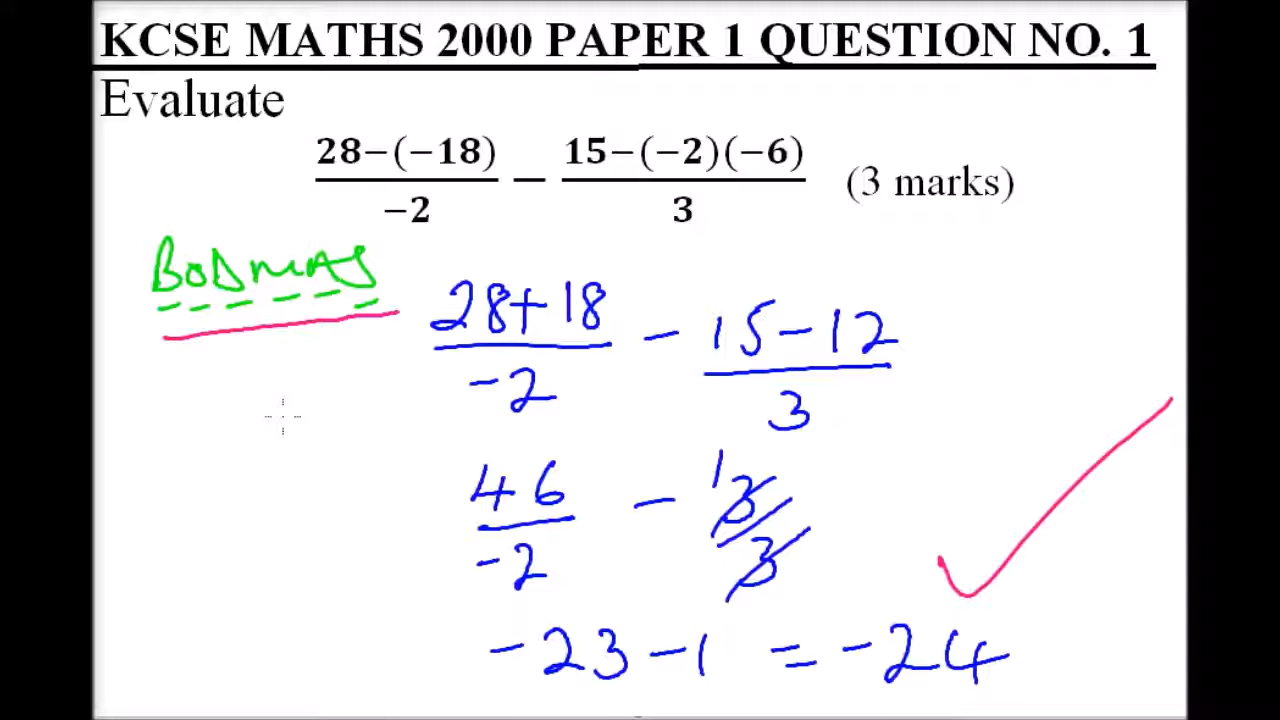 KCSE MATHS 2000 PAPER 1 QUESTION NO. 1
Evaluate
28−(−18)/−2 − 15−(−2)(−6)/3 (3 marks)
BODMAS
28+18/−2 − 15−12/3
46/−2 − 1 3/3
−23−1 = −24